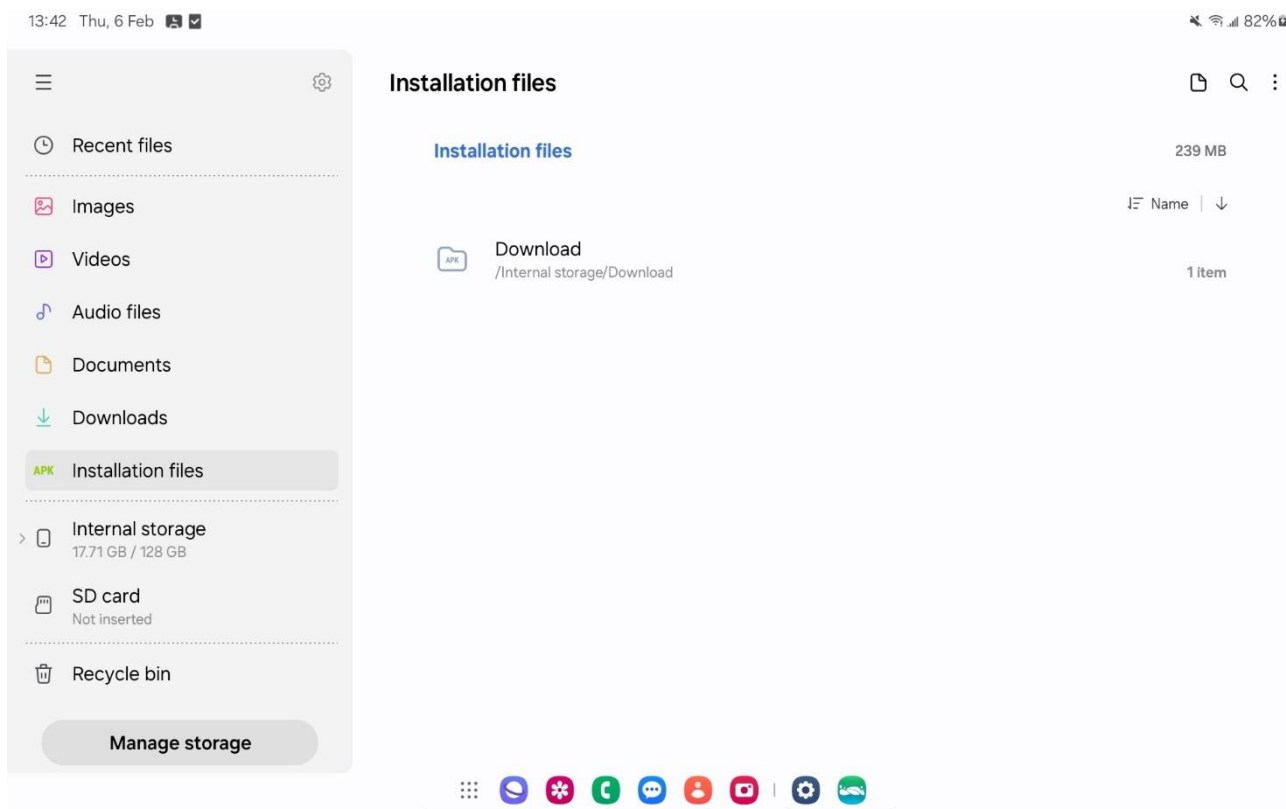 13:42 Thu, 6 Feb
82%
Installation files
Recent files
Images
Videos
Audio files
Documents
Downloads
APK Installation files
Internal storage
17.71 GB / 128 GB
SD card
Not inserted
Recycle bin
Manage storage
Installation files 239 MB
Name
APK
Download
/Internal storage/Download
1 item